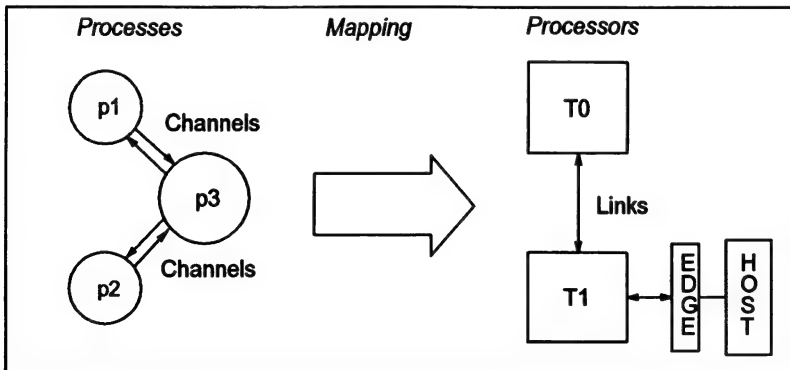 Processes
Mapping
Processors
p1
Channels
p3
Channels
p2
T0
Links
T1
EDGE
HOST